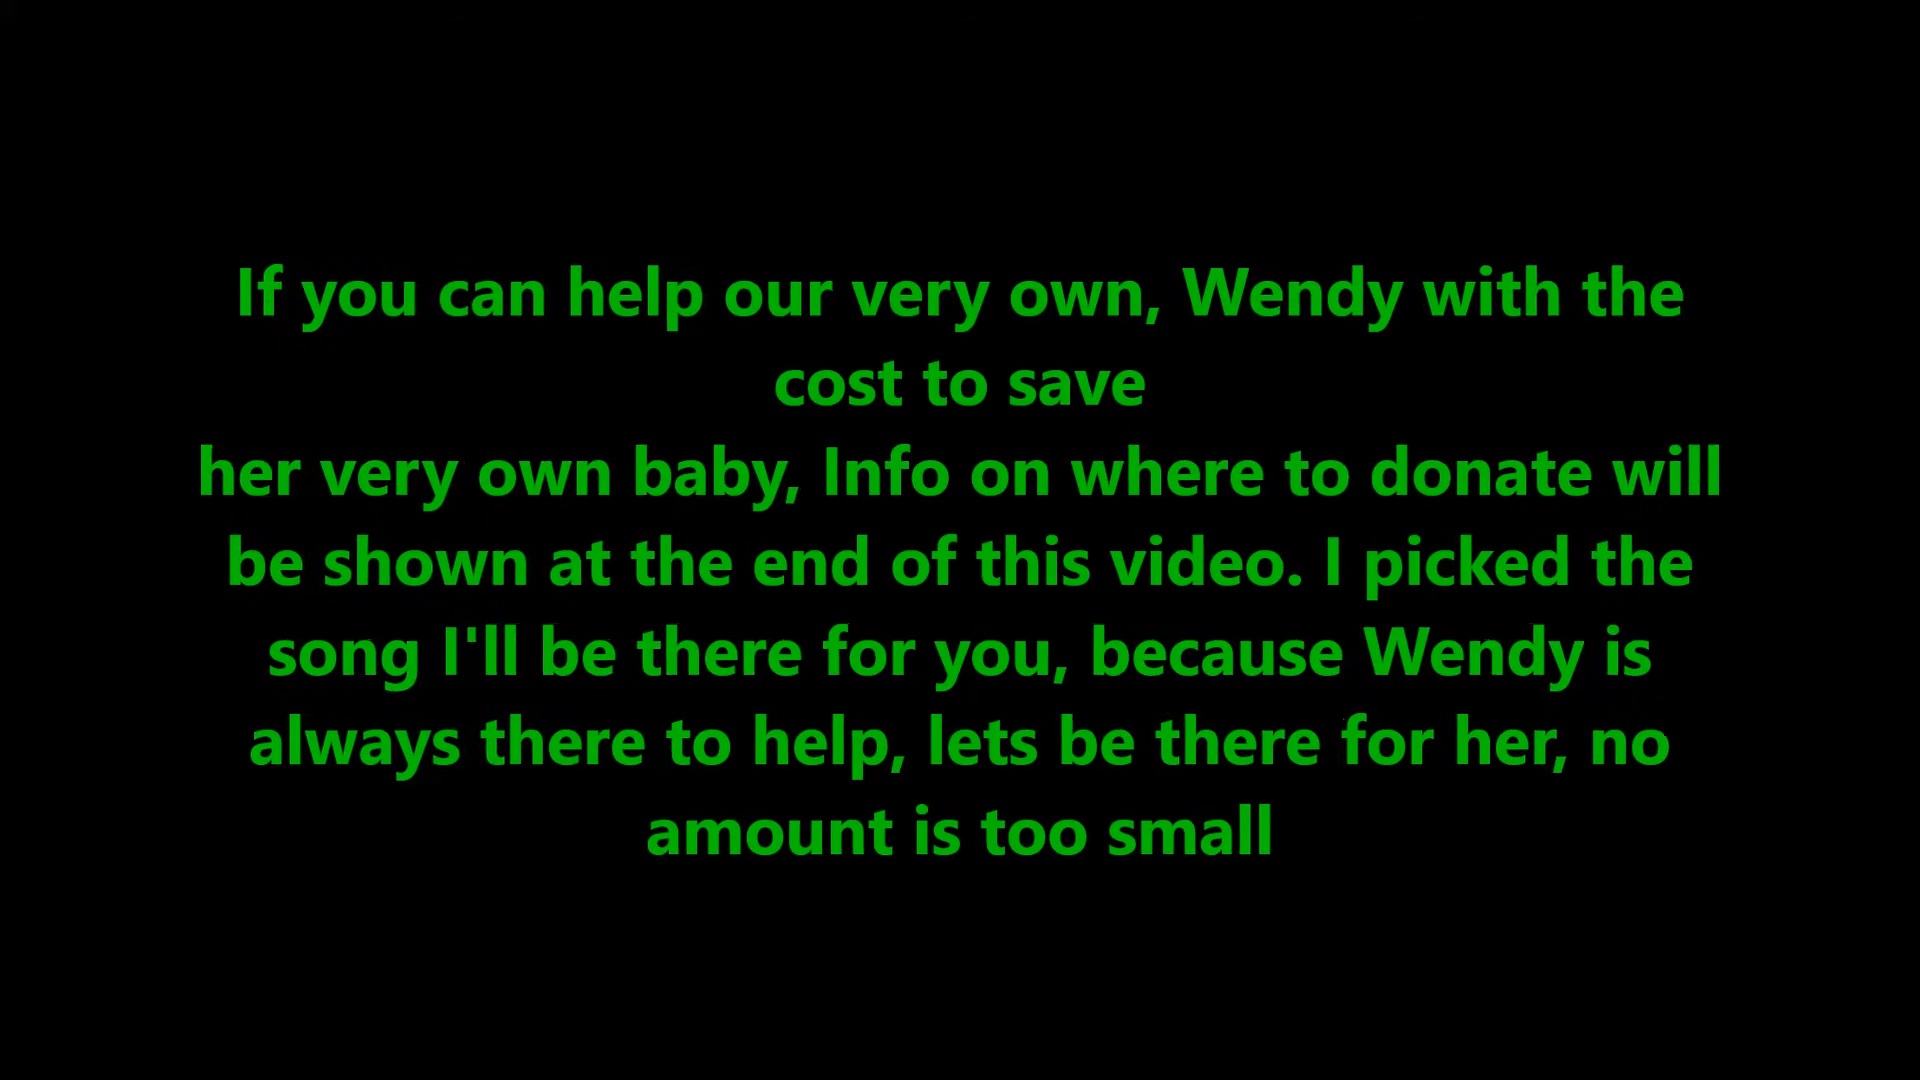 If you can help our very own, Wendy with the
cost to save
her very own baby, Info on where to donate will
be shown at the end of this video. I picked the
song I'll be there for you, because Wendy is
always there to help, lets be there for her, no
amount is too small